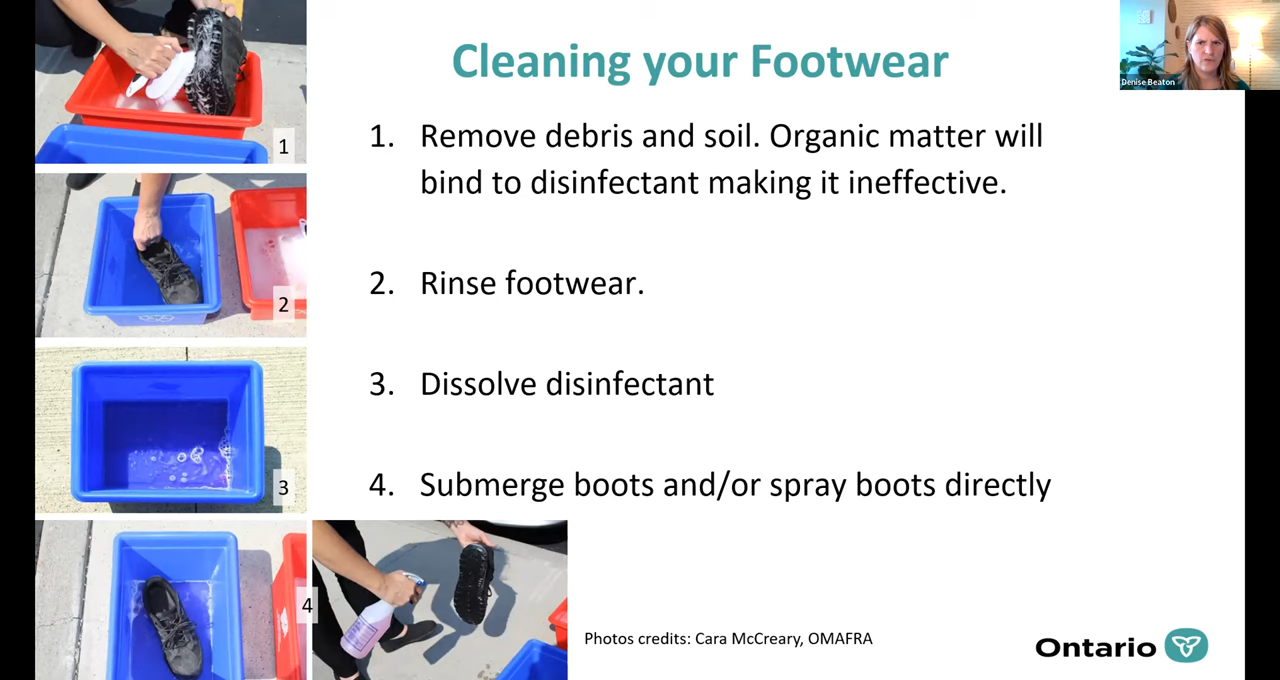 Cleaning your Footwear
Denise Beaton
1. Remove debris and soil. Organic matter will
bind to disinfectant making it ineffective.
2. Rinse footwear.
3. Dissolve disinfectant
4. Submerge boots and/or spray boots directly
1
2
3
4
Photos credits: Cara McCreary, OMAFRA
Ontario